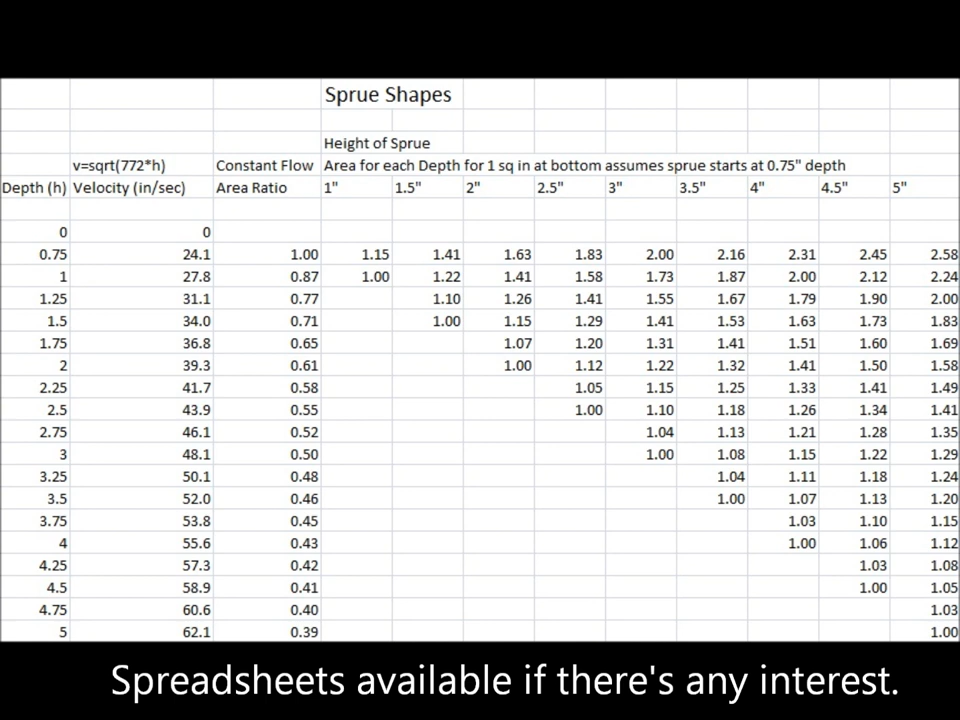 Sprue Shapes
Height of Sprue
v=sqrt(772*h) Constant Flow Area for each Depth for 1 sq in at bottom assumes sprue starts at 0.75" depth
Depth (h) Velocity (in/sec) Area Ratio 1" 1.5" 2" 2.5" 3" 3.5" 4" 4.5" 5"
0 0
0.75 24.1 1.00 1.15 1.41 1.63 1.83 2.00 2.16 2.31 2.45 2.58
1 27.8 0.87 1.00 1.22 1.41 1.58 1.73 1.87 2.00 2.12 2.24
1.25 31.1 0.77 1.10 1.26 1.41 1.55 1.67 1.79 1.90 2.00
1.5 34.0 0.71 1.00 1.15 1.29 1.41 1.53 1.63 1.73 1.83
1.75 36.8 0.65 1.07 1.20 1.31 1.41 1.51 1.60 1.69
2 39.3 0.61 1.00 1.12 1.22 1.32 1.41 1.50 1.58
2.25 41.7 0.58 1.05 1.15 1.25 1.33 1.41 1.49
2.5 43.9 0.55 1.00 1.10 1.18 1.26 1.34 1.41
2.75 46.1 0.52 1.04 1.13 1.21 1.28 1.35
3 48.1 0.50 1.00 1.08 1.15 1.22 1.29
3.25 50.1 0.48 1.04 1.11 1.18 1.24
3.5 52.0 0.46 1.00 1.07 1.13 1.20
3.75 53.8 0.45 1.03 1.10 1.15
4 55.6 0.43 1.00 1.06 1.12
4.25 57.3 0.42 1.03 1.08
4.5 58.9 0.41 1.00 1.05
4.75 60.6 0.40 1.03
5 62.1 0.39 1.00
Spreadsheets available if there's any interest.